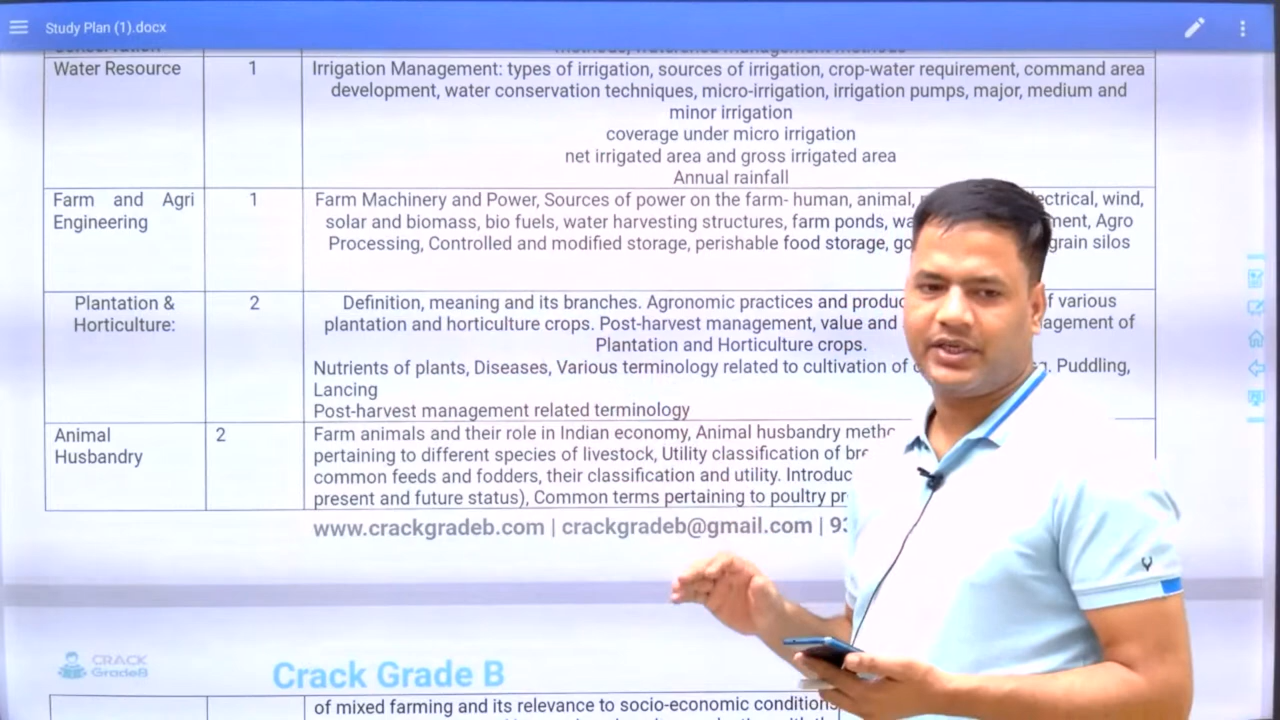 Study Plan (1).docx
Water Resource 1 Irrigation Management: types of irrigation, sources of irrigation, crop-water requirement, command area
development, water conservation techniques, micro-irrigation, irrigation pumps, major, medium and
minor irrigation
coverage under micro irrigation
net irrigated area and gross irrigated area
Annual rainfall
Farm and Agri 1 Farm Machinery and Power, Sources of power on the farm- human, animal, wind,
Engineering solar and biomass, bio fuels, water harvesting structures, farm ponds, Agro
Processing, Controlled and modified storage, perishable food storage, grain silos
Plantation & 2 Definition, meaning and its branches. Agronomic practices and of various
Horticulture: plantation and horticulture crops. Post-harvest management, value and of
Plantation and Horticulture crops.
Nutrients of plants, Diseases, Various terminology related to cultivation of Puddling,
Lancing
Post-harvest management related terminology
Animal 2 Farm animals and their role in Indian economy, Animal husbandry
Husbandry pertaining to different species of livestock, Utility classification of
common feeds and fodders, their classification and utility.
present and future status), Common terms pertaining to poultry
www.crackgradeb.com | crackgradeb@gmail.com |
CRACK
GradeB
Crack Grade B
of mixed farming and its relevance to socio-economic conditions